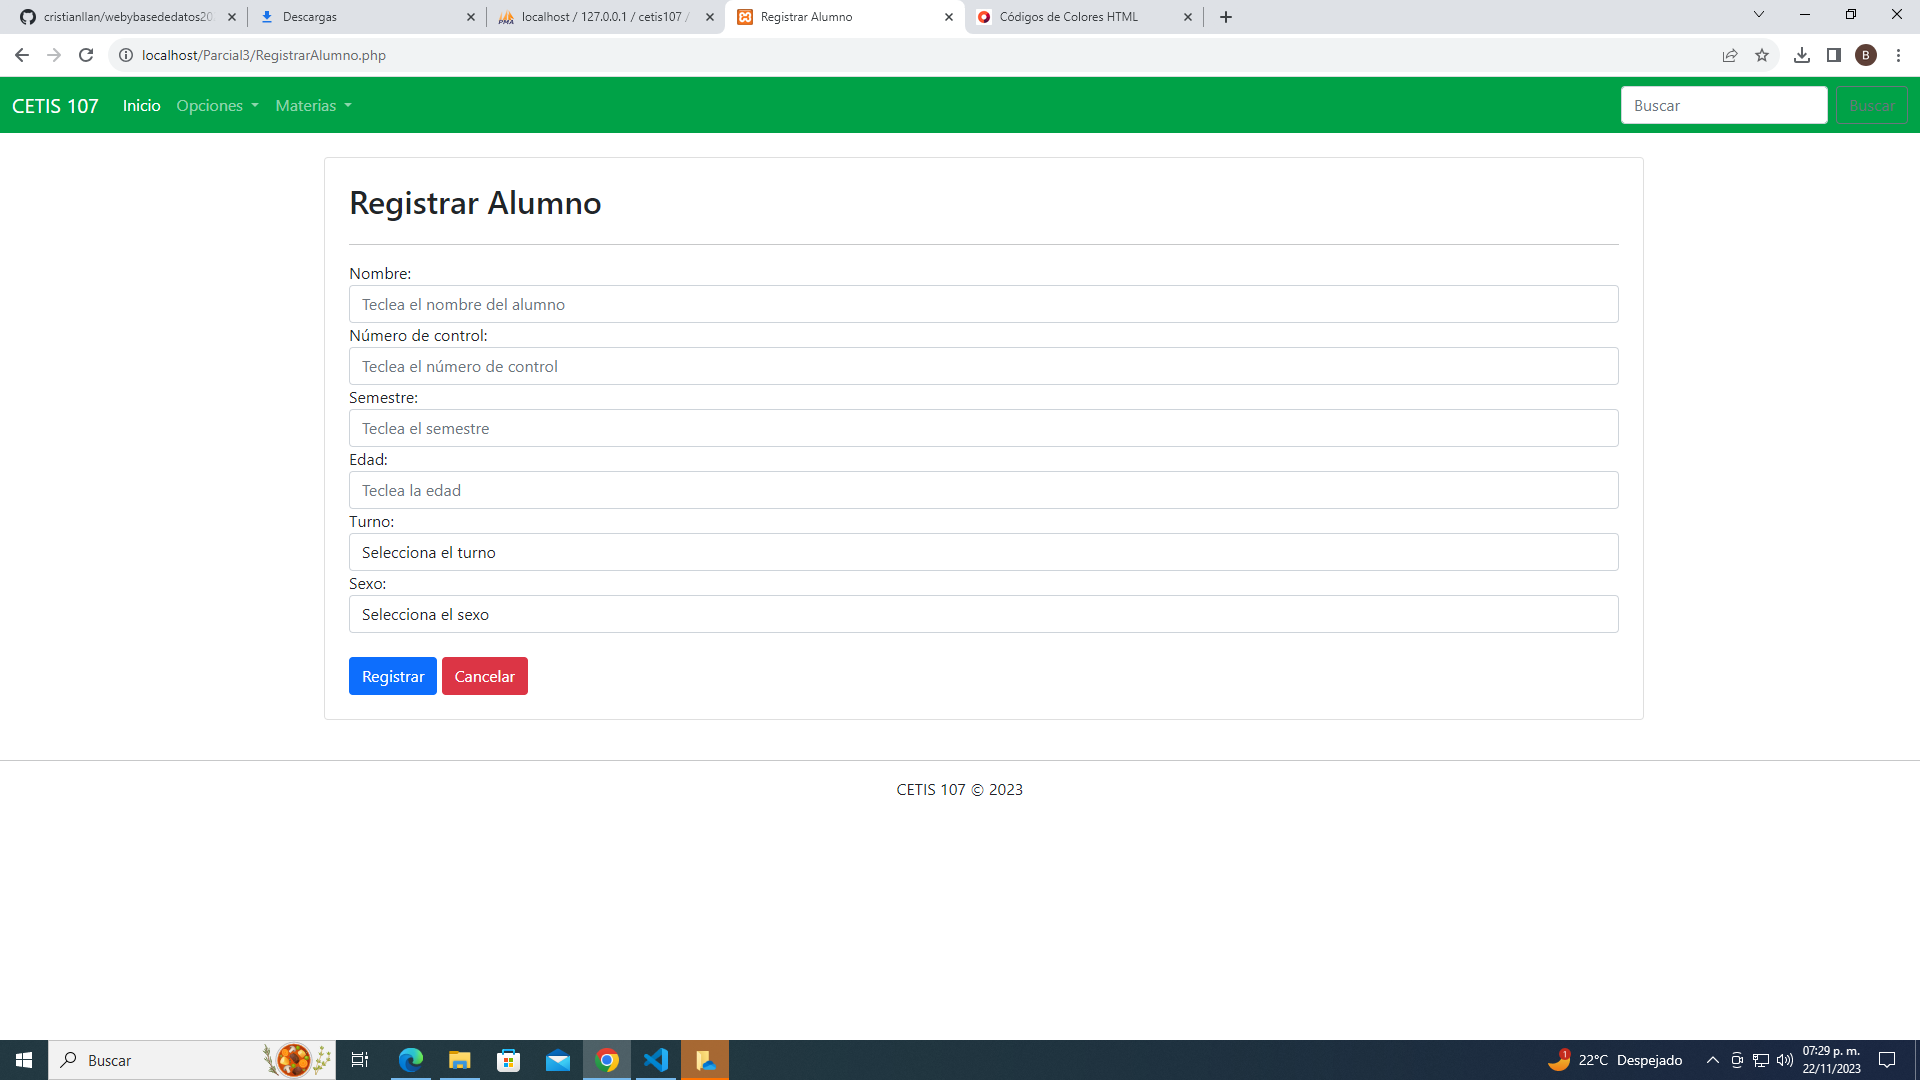 cristianllan/webybasededatos20
Descargas
localhost / 127.0.0.1 / cetis107 /
Registrar Alumno
Códigos de Colores HTML
localhost/Parcial3/RegistrarAlumno.php
B
CETIS 107 Inicio Opciones Materias
Buscar
Buscar
Registrar Alumno
Nombre:
Teclea el nombre del alumno
Número de control:
Teclea el número de control
Semestre:
Teclea el semestre
Edad:
Teclea la edad
Turno:
Selecciona el turno
Sexo:
Selecciona el sexo
Registrar Cancelar
CETIS 107 © 2023
Buscar
1
22°C Despejado
07:29 p. m.
22/11/2023